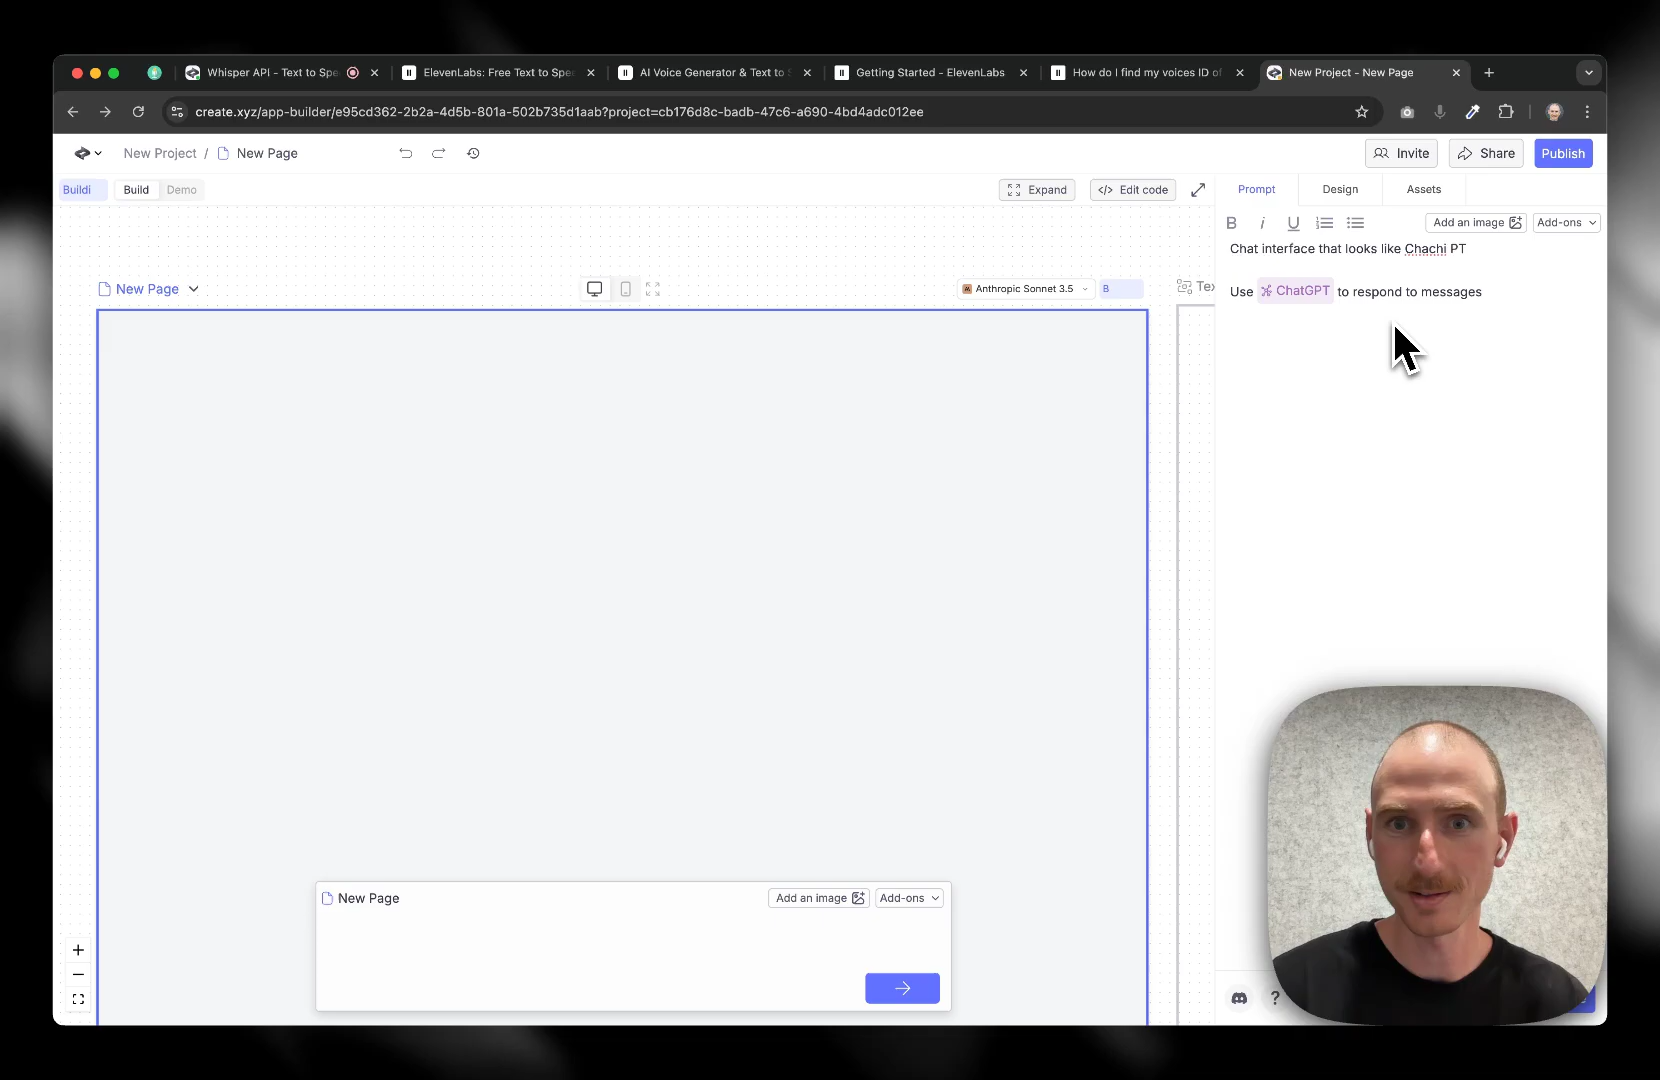 Whisper API - Text to Spe
ElevenLabs: Free Text to Spe
AI Voice Generator & Text to S
Getting Started - ElevenLabs
How do I find my voices ID of
New Project - New Page
create.xyz/app-builder/e95cd362-2b2a-4d5b-801a-502b735d1aab?project=cb176d8c-badb-47c6-a690-4bd4adc012ee
New Project / New Page
Invite
Share
Publish
Buildi
Build
Demo
Expand
</> Edit code
Prompt
Design
Assets
B i U
Add an image
Add-ons
Chat interface that looks like Chachi PT
New Page
Anthropic Sonnet 3.5
B
Tex
Use ChatGPT to respond to messages
New Page
Add an image
Add-ons
?